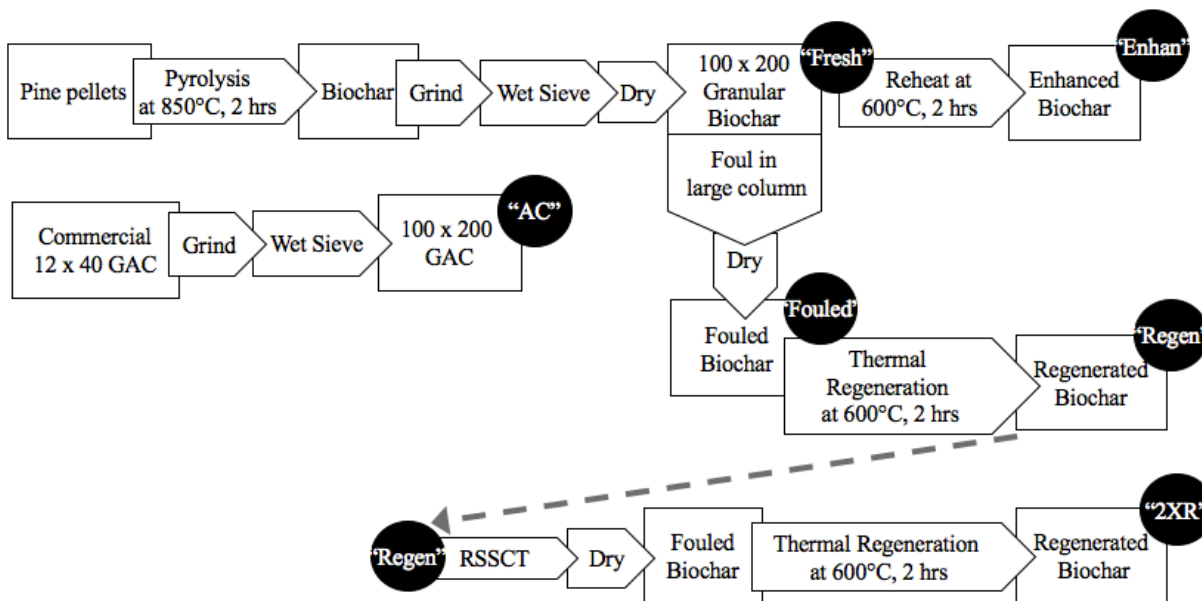 Pine pellets
Pyrolysis
at 850°C, 2 hrs
Biochar
Grind
Wet Sieve
Dry
100 x 200
Granular
Biochar
"Fresh"
Reheat at
600°C, 2 hrs
Enhanced
Biochar
"Enhan"
Foul in
large column
Dry
Commercial
12 x 40 GAC
Grind
Wet Sieve
100 x 200
GAC
"AC"
Fouled
Biochar
"Fouled"
Thermal
Regeneration
at 600°C, 2 hrs
Regenerated
Biochar
"Regen"
"Regen"
RSSCT
Dry
Fouled
Biochar
Thermal Regeneration
at 600°C, 2 hrs
Regenerated
Biochar
"2XR"